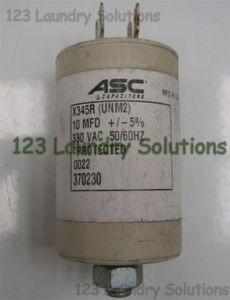 123 Laundry Solutions
ASC
CAPACITORS
X345R (UNM2)
10 MFD +/-5%
330 VAC 50/60HZ
PROTECTED
0022
370230
123 Laundry Solutions